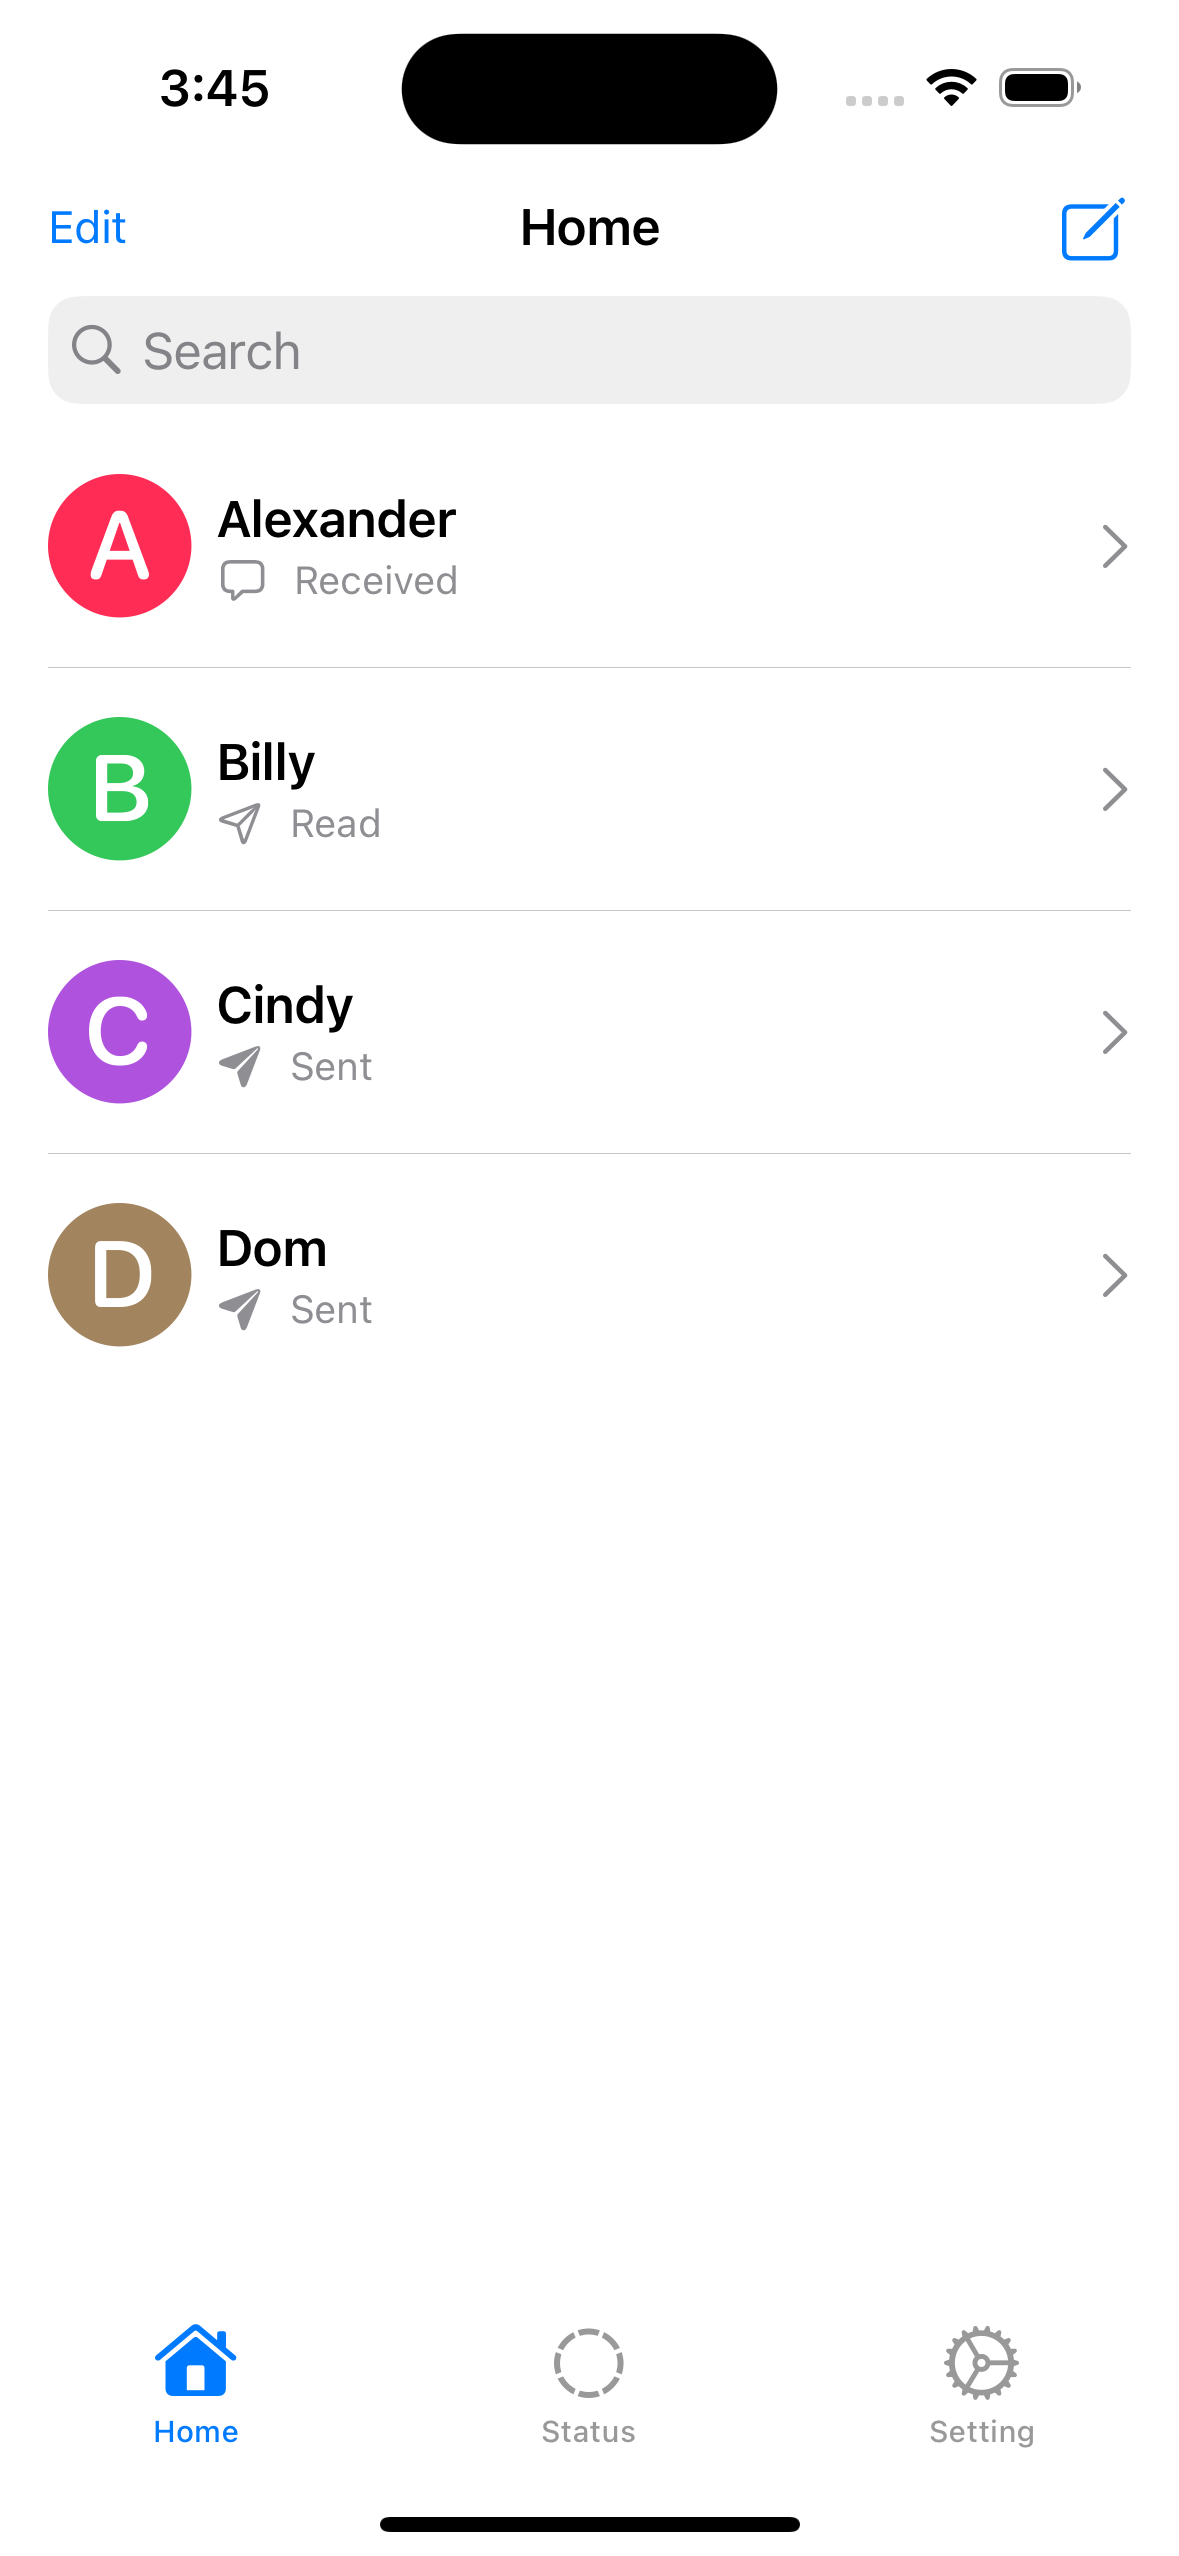 3:45
Edit
Home
Search
A
Alexander
Received
B
Billy
Read
C
Cindy
Sent
D
Dom
Sent
Home
Status
Setting